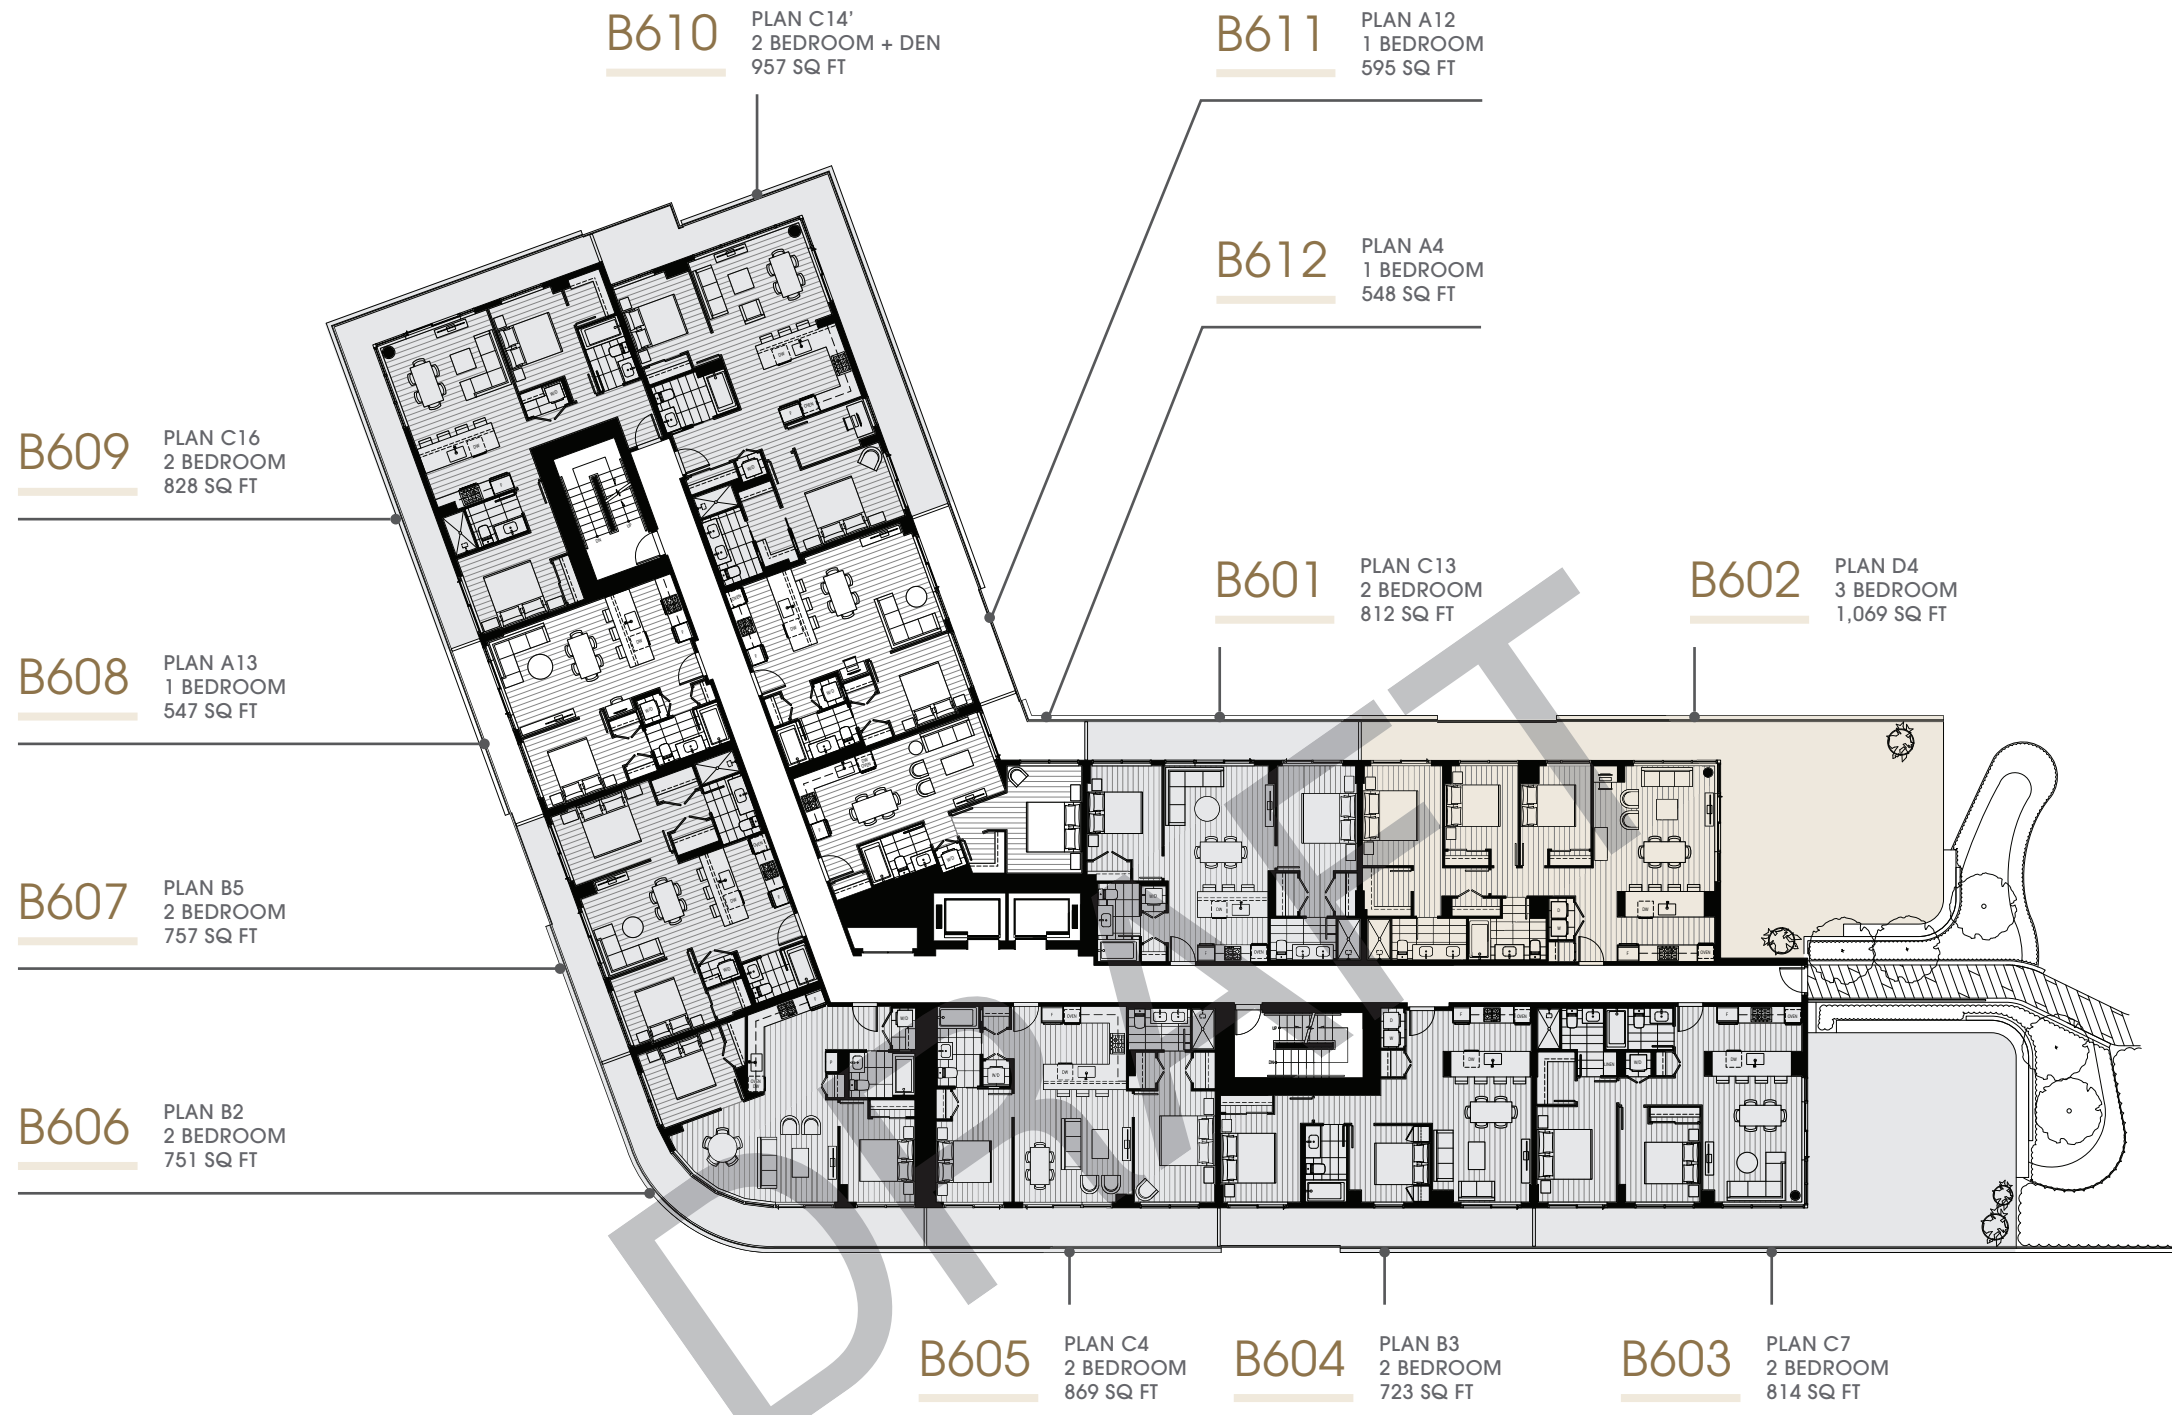 B610
PLAN C14'
2 BEDROOM + DEN
957 SQ FT
B611
PLAN A12
1 BEDROOM
595 SQ FT
B612
PLAN A4
1 BEDROOM
548 SQ FT
B609
PLAN C16
2 BEDROOM
828 SQ FT
B601
PLAN C13
2 BEDROOM
812 SQ FT
B602
PLAN D4
3 BEDROOM
1,069 SQ FT
B608
PLAN A13
1 BEDROOM
547 SQ FT
B607
PLAN B5
2 BEDROOM
757 SQ FT
B606
PLAN B2
2 BEDROOM
751 SQ FT
DRAFT
B605
PLAN C4
2 BEDROOM
869 SQ FT
B604
PLAN B3
2 BEDROOM
723 SQ FT
B603
PLAN C7
2 BEDROOM
814 SQ FT